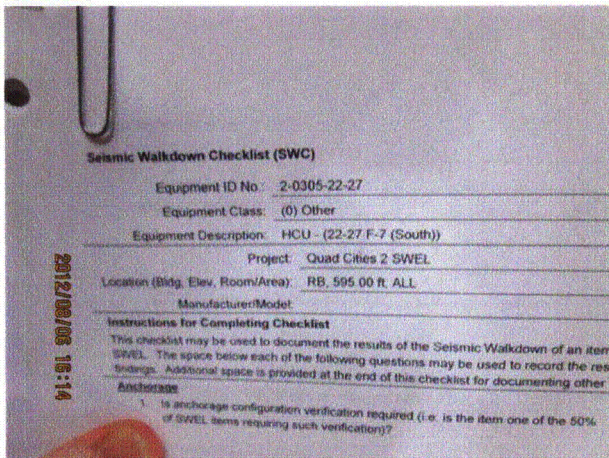 Seismic Walkdown Checklist (SWC)
Equipment ID No.: 2-0305-22-27
Equipment Class: (0) Other
Equipment Description: HCU - (22-27 F-7 (South))
Project: Quad Cities 2 SWEL
Location (Bldg, Elev, Room/Area): RB, 595.00 ft, ALL
Manufacturer/Model:
Instructions for Completing Checklist
This checklist may be used to document the results of the Seismic Walkdown of an item
SWEL. The space below each of the following questions may be used to record the res
findings. Additional space is provided at the end of this checklist for documenting other
Anchorage
1. Is anchorage configuration verification required (i.e. is the item one of the 50%
of SWEL items requiring such verification)?
2012/08/03 16:14